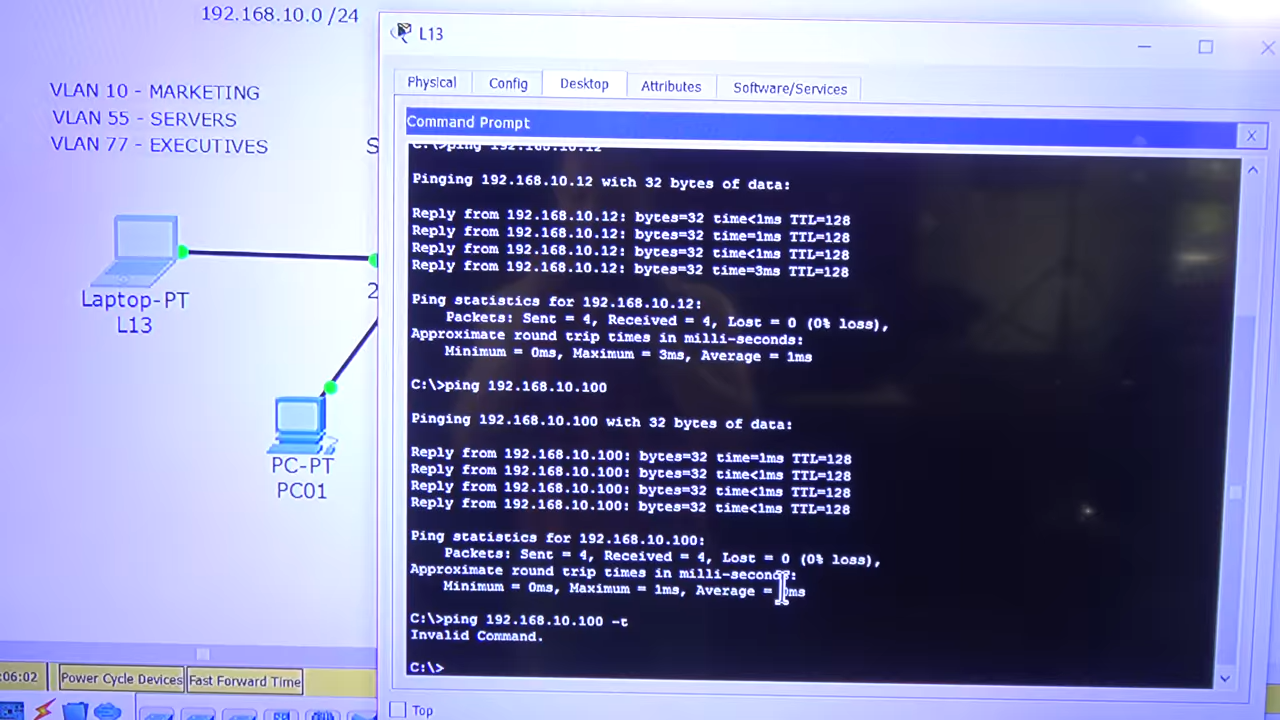 192.168.10.0 /24
VLAN 10 - MARKETING
VLAN 55 - SERVERS
VLAN 77 - EXECUTIVES
S
2
Laptop-PT
L13
PC-PT
PC01
:06:02
Power Cycle Devices
Fast Forward Time
L13
Physical
Config
Desktop
Attributes
Software/Services
Command Prompt
X
C:\>ping 192.168.10.12
Pinging 192.168.10.12 with 32 bytes of data:
Reply from 192.168.10.12: bytes=32 time<1ms TTL=128
Reply from 192.168.10.12: bytes=32 time=1ms TTL=128
Reply from 192.168.10.12: bytes=32 time<1ms TTL=128
Reply from 192.168.10.12: bytes=32 time=3ms TTL=128
Ping statistics for 192.168.10.12:
Packets: Sent = 4, Received = 4, Lost = 0 (0% loss),
Approximate round trip times in milli-seconds:
Minimum = 0ms, Maximum = 3ms, Average = 1ms
C:\>ping 192.168.10.100
Pinging 192.168.10.100 with 32 bytes of data:
Reply from 192.168.10.100: bytes=32 time=1ms TTL=128
Reply from 192.168.10.100: bytes=32 time<1ms TTL=128
Reply from 192.168.10.100: bytes=32 time<1ms TTL=128
Reply from 192.168.10.100: bytes=32 time<1ms TTL=128
Ping statistics for 192.168.10.100:
Packets: Sent = 4, Received = 4, Lost = 0 (0% loss),
Approximate round trip times in milli-seconds:
Minimum = 0ms, Maximum = 1ms, Average = 0ms
C:\>ping 192.168.10.100 -t
Invalid Command.
C:\>
Top